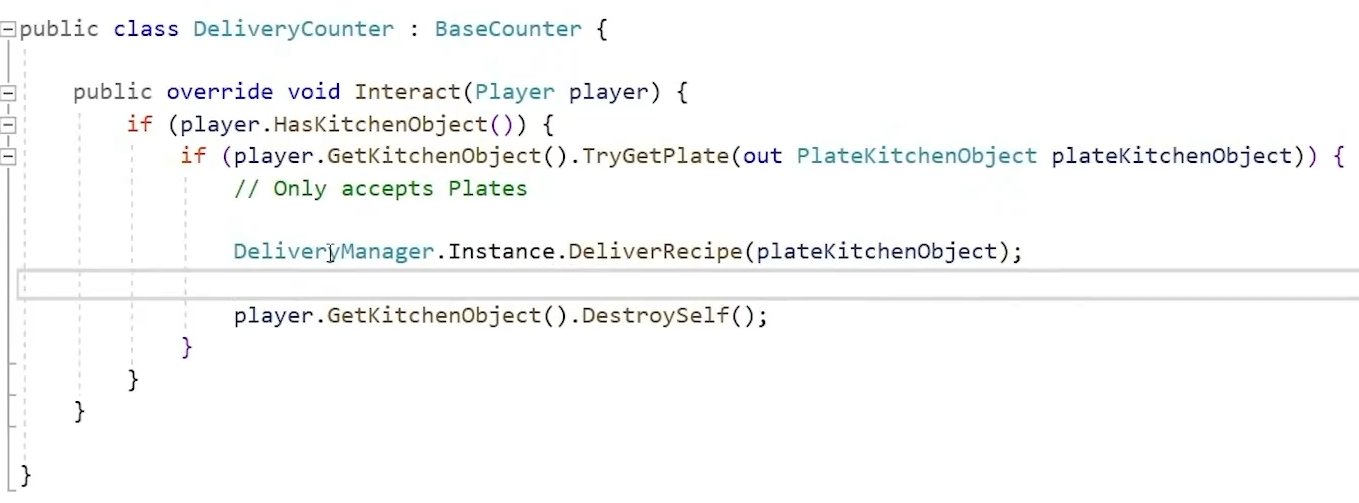 public class DeliveryCounter : BaseCounter {
public override void Interact(Player player) {
if (player.HasKitchenObject()) {
if (player.GetKitchenObject().TryGetPlate(out PlateKitchenObject plateKitchenObject)) {
// Only accepts Plates
DeliveryManager.Instance.DeliverRecipe(plateKitchenObject);
player.GetKitchenObject().DestroySelf();
}
}
}
}